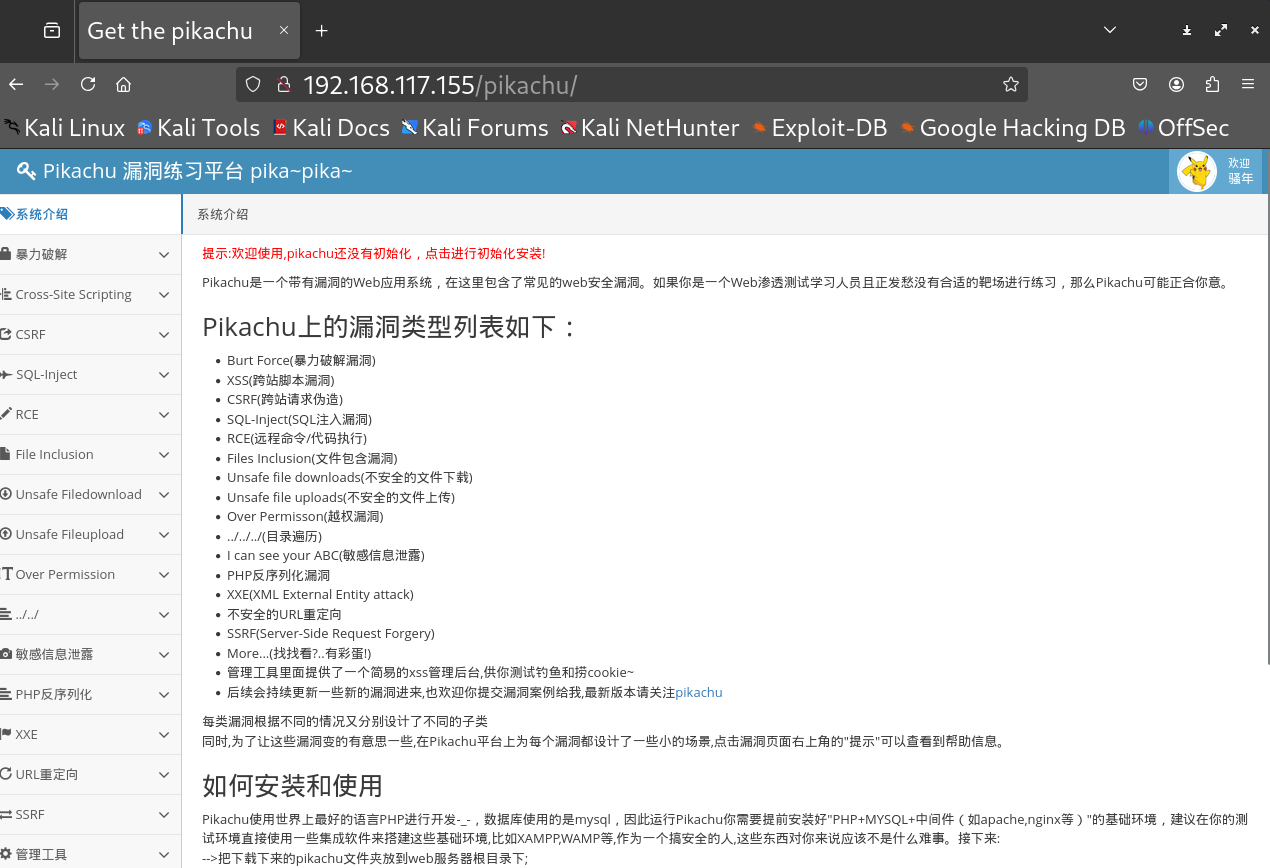 Get the pikachu
192.168.117.155/pikachu/
Kali Linux Kali Tools Kali Docs Kali Forums Kali NetHunter Exploit-DB Google Hacking DB OffSec
Pikachu 漏洞练习平台 pika~pika~
欢迎
骚年
系统介绍
暴力破解
Cross-Site Scripting
CSRF
SQL-Inject
RCE
File Inclusion
Unsafe Filedownload
Unsafe Fileupload
Over Permission
../../
敏感信息泄露
PHP反序列化
XXE
URL重定向
SSRF
管理工具
系统介绍
提示:欢迎使用,pikachu还没有初始化，点击进行初始化安装!
Pikachu是一个带有漏洞的Web应用系统，在这里包含了常见的web安全漏洞。如果你是一个Web渗透测试学习人员且正发愁没有合适的靶场进行练习，那么Pikachu可能正合你意。
Pikachu上的漏洞类型列表如下：
• Burt Force(暴力破解漏洞)
• XSS(跨站脚本漏洞)
• CSRF(跨站请求伪造)
• SQL-Inject(SQL注入漏洞)
• RCE(远程命令/代码执行)
• Files Inclusion(文件包含漏洞)
• Unsafe file downloads(不安全的文件下载)
• Unsafe file uploads(不安全的文件上传)
• Over Permisson(越权漏洞)
• ../../../(目录遍历)
• I can see your ABC(敏感信息泄露)
• PHP反序列化漏洞
• XXE(XML External Entity attack)
• 不安全的URL重定向
• SSRF(Server-Side Request Forgery)
• More...(找找看?..有彩蛋!)
• 管理工具里面提供了一个简易的xss管理后台,供你测试钓鱼和捞cookie~
• 后续会持续更新一些新的漏洞进来,也欢迎你提交漏洞案例给我,最新版本请关注pikachu
每类漏洞根据不同的情况又分别设计了不同的子类
同时,为了让这些漏洞变的有意思一些,在Pikachu平台上为每个漏洞都设计了一些小的场景,点击漏洞页面右上角的"提示"可以查看到帮助信息。
如何安装和使用
Pikachu使用世界上最好的语言PHP进行开发-_-，数据库使用的是mysql，因此运行Pikachu你需要提前安装好"PHP+MYSQL+中间件（如apache,nginx等）"的基础环境，建议在你的测
试环境直接使用一些集成软件来搭建这些基础环境,比如XAMPP,WAMP等,作为一个搞安全的人,这些东西对你来说应该不是什么难事。接下来:
-->把下载下来的pikachu文件夹放到web服务器根目录下;